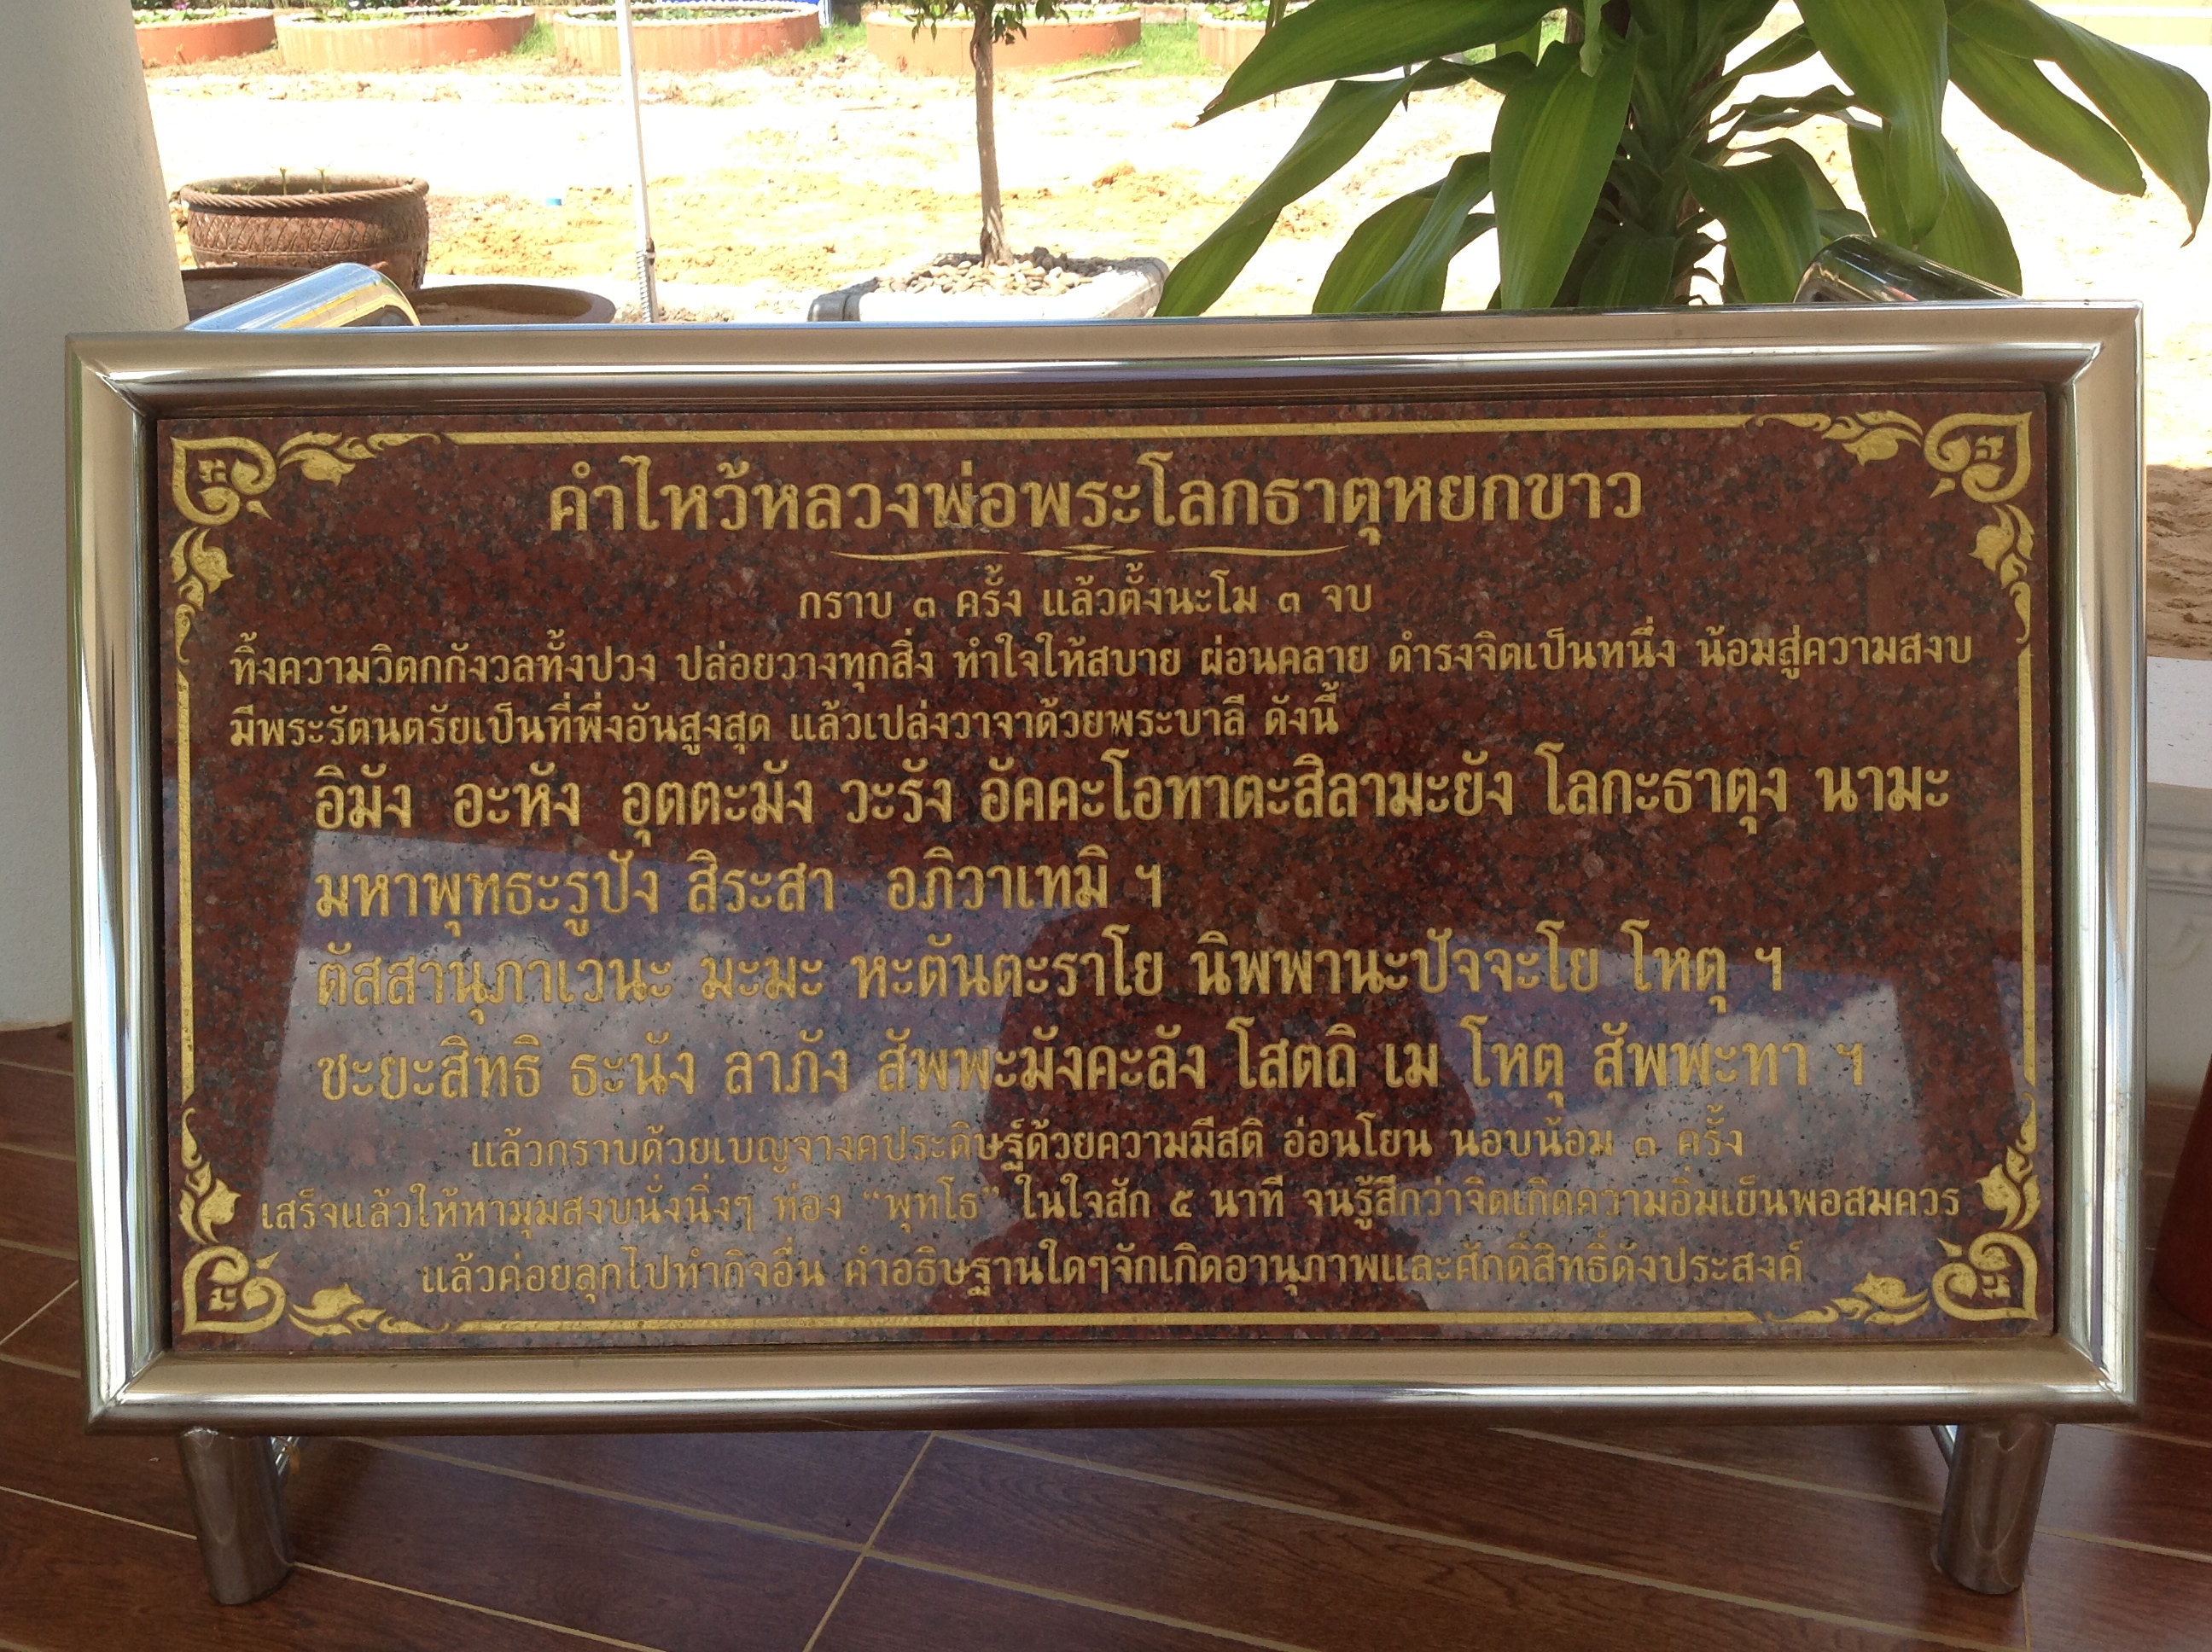 คำไหว้หลวงพ่อพระโลกธาตุหยกขาว
กราบ ๓ ครั้ง แล้วตั้งนะโม ๓ จบ
ทิ้งความวิตกกังวลทั้งปวง ปล่อยวางทุกสิ่ง ทำใจให้สบาย ผ่อนคลาย ดำรงจิตเป็นหนึ่ง น้อมสู่ความสงบ
มีพระรัตนตรัยเป็นที่พึ่งอันสูงสุด แล้วเปล่งวาจาด้วยพระบาลี ดังนี้
อิมัง อะหัง อุตตะมัง วะรัง อัคคะโอทาตะสิลามะยัง โลกะธาตุง นามะ
มหาพุทธะรูปัง สิระสา อภิวาเทมิ ฯ
ตัสสานุภาเวนะ มะมะ หะตันตะราโย นิพพานะปัจจะโย โหตุ ฯ
ชะยะสิทธิ ธะนัง ลาภัง สัพพะมังคะลัง โสตถิ เม โหตุ สัพพะทา ฯ
แล้วกราบด้วยเบญจางคประดิษฐ์ด้วยความมีสติ อ่อนโยน นอบน้อม ๓ ครั้ง
เสร็จแล้วให้หามุมสงบนั่งนิ่งๆ ท่อง “พุทโธ” ในใจสัก ๕ นาที จนรู้สึกว่าจิตเกิดความอิ่มเย็นพอสมควร
แล้วค่อยลุกไปทำกิจอื่น คำอธิษฐานใดๆจักเกิดอานุภาพและศักดิ์สิทธิ์ดังประสงค์